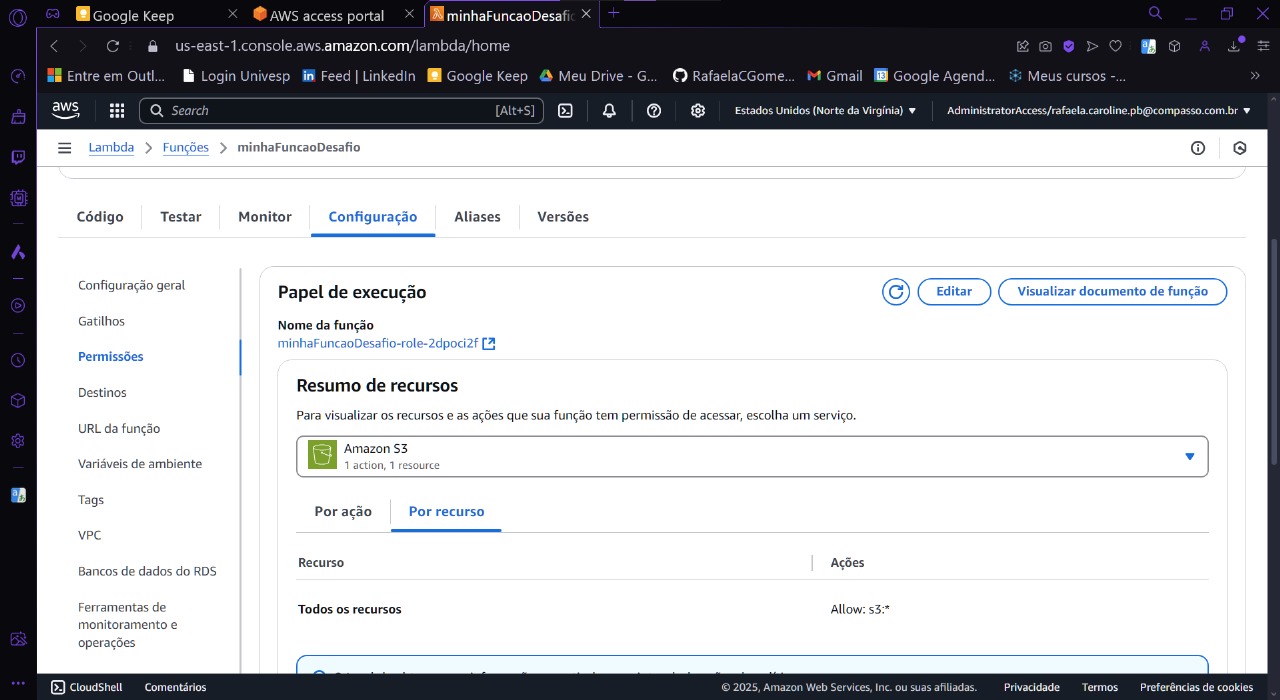 Google Keep
AWS access portal
minhaFuncaoDesafi
us-east-1.console.aws.amazon.com/lambda/home
Entre em Outl...
Login Univesp
Feed | LinkedIn
Google Keep
Meu Drive - G...
RafaelaCGome...
Gmail
Google Agend...
Meus cursos -...
aws
Search
[Alt+S]
Estados Unidos (Norte da Virgínia)
AdministratorAccess/rafaela.caroline.pb@compasso.com.br
Lambda
Funções
minhaFuncaoDesafio
Código
Testar
Monitor
Configuração
Aliases
Versões
Configuração geral
Gatilhos
Permissões
Destinos
URL da função
Variáveis de ambiente
Tags
VPC
Bancos de dados do RDS
Ferramentas de
monitoramento e
operações
Papel de execução
Editar
Visualizar documento de função
Nome da função
minhaFuncaoDesafio-role-2dpoci2f
Resumo de recursos
Para visualizar os recursos e as ações que sua função tem permissão de acessar, escolha um serviço.
Amazon S3
1 action, 1 resource
Por ação
Por recurso
Recurso
Ações
Todos os recursos
Allow: s3:*
CloudShell
Comentários
© 2025, Amazon Web Services, Inc. ou suas afiliadas.
Privacidade
Termos
Preferências de cookies